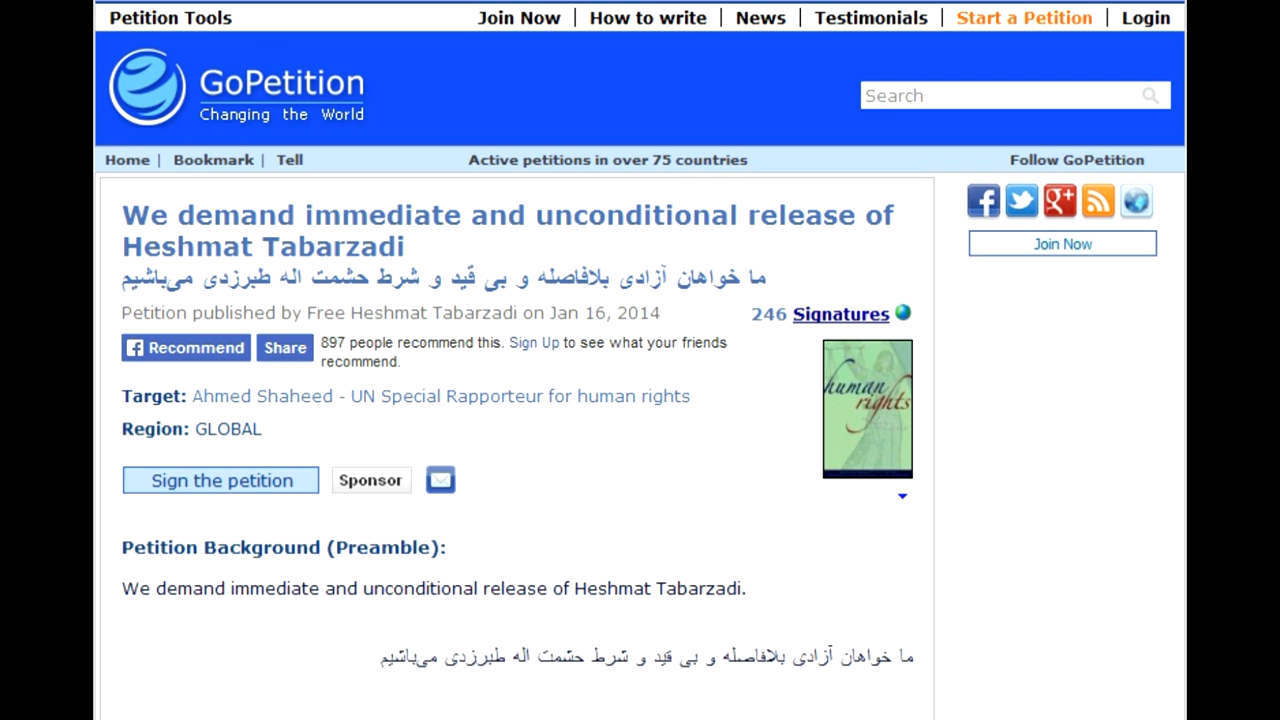 Petition Tools
Join Now | How to write | News | Testimonials | Start a Petition | Login
GoPetition
Changing the World
Search
Home | Bookmark | Tell
Active petitions in over 75 countries
Follow GoPetition
We demand immediate and unconditional release of
Heshmat Tabarzadi
ما خواهان آزادی بلافاصله و بی قید و شرط حشمت اله طبرزدی می‌باشیم
Petition published by Free Heshmat Tabarzadi on Jan 16, 2014
246 Signatures
Recommend
Share
897 people recommend this. Sign Up to see what your friends
recommend.
human
rights
Target: Ahmed Shaheed - UN Special Rapporteur for human rights
Region: GLOBAL
Sign the petition
Sponsor
Join Now
Petition Background (Preamble):
We demand immediate and unconditional release of Heshmat Tabarzadi.
ما خواهان آزادی بلافاصله و بی قید و شرط حشمت اله طبرزدی می‌باشیم